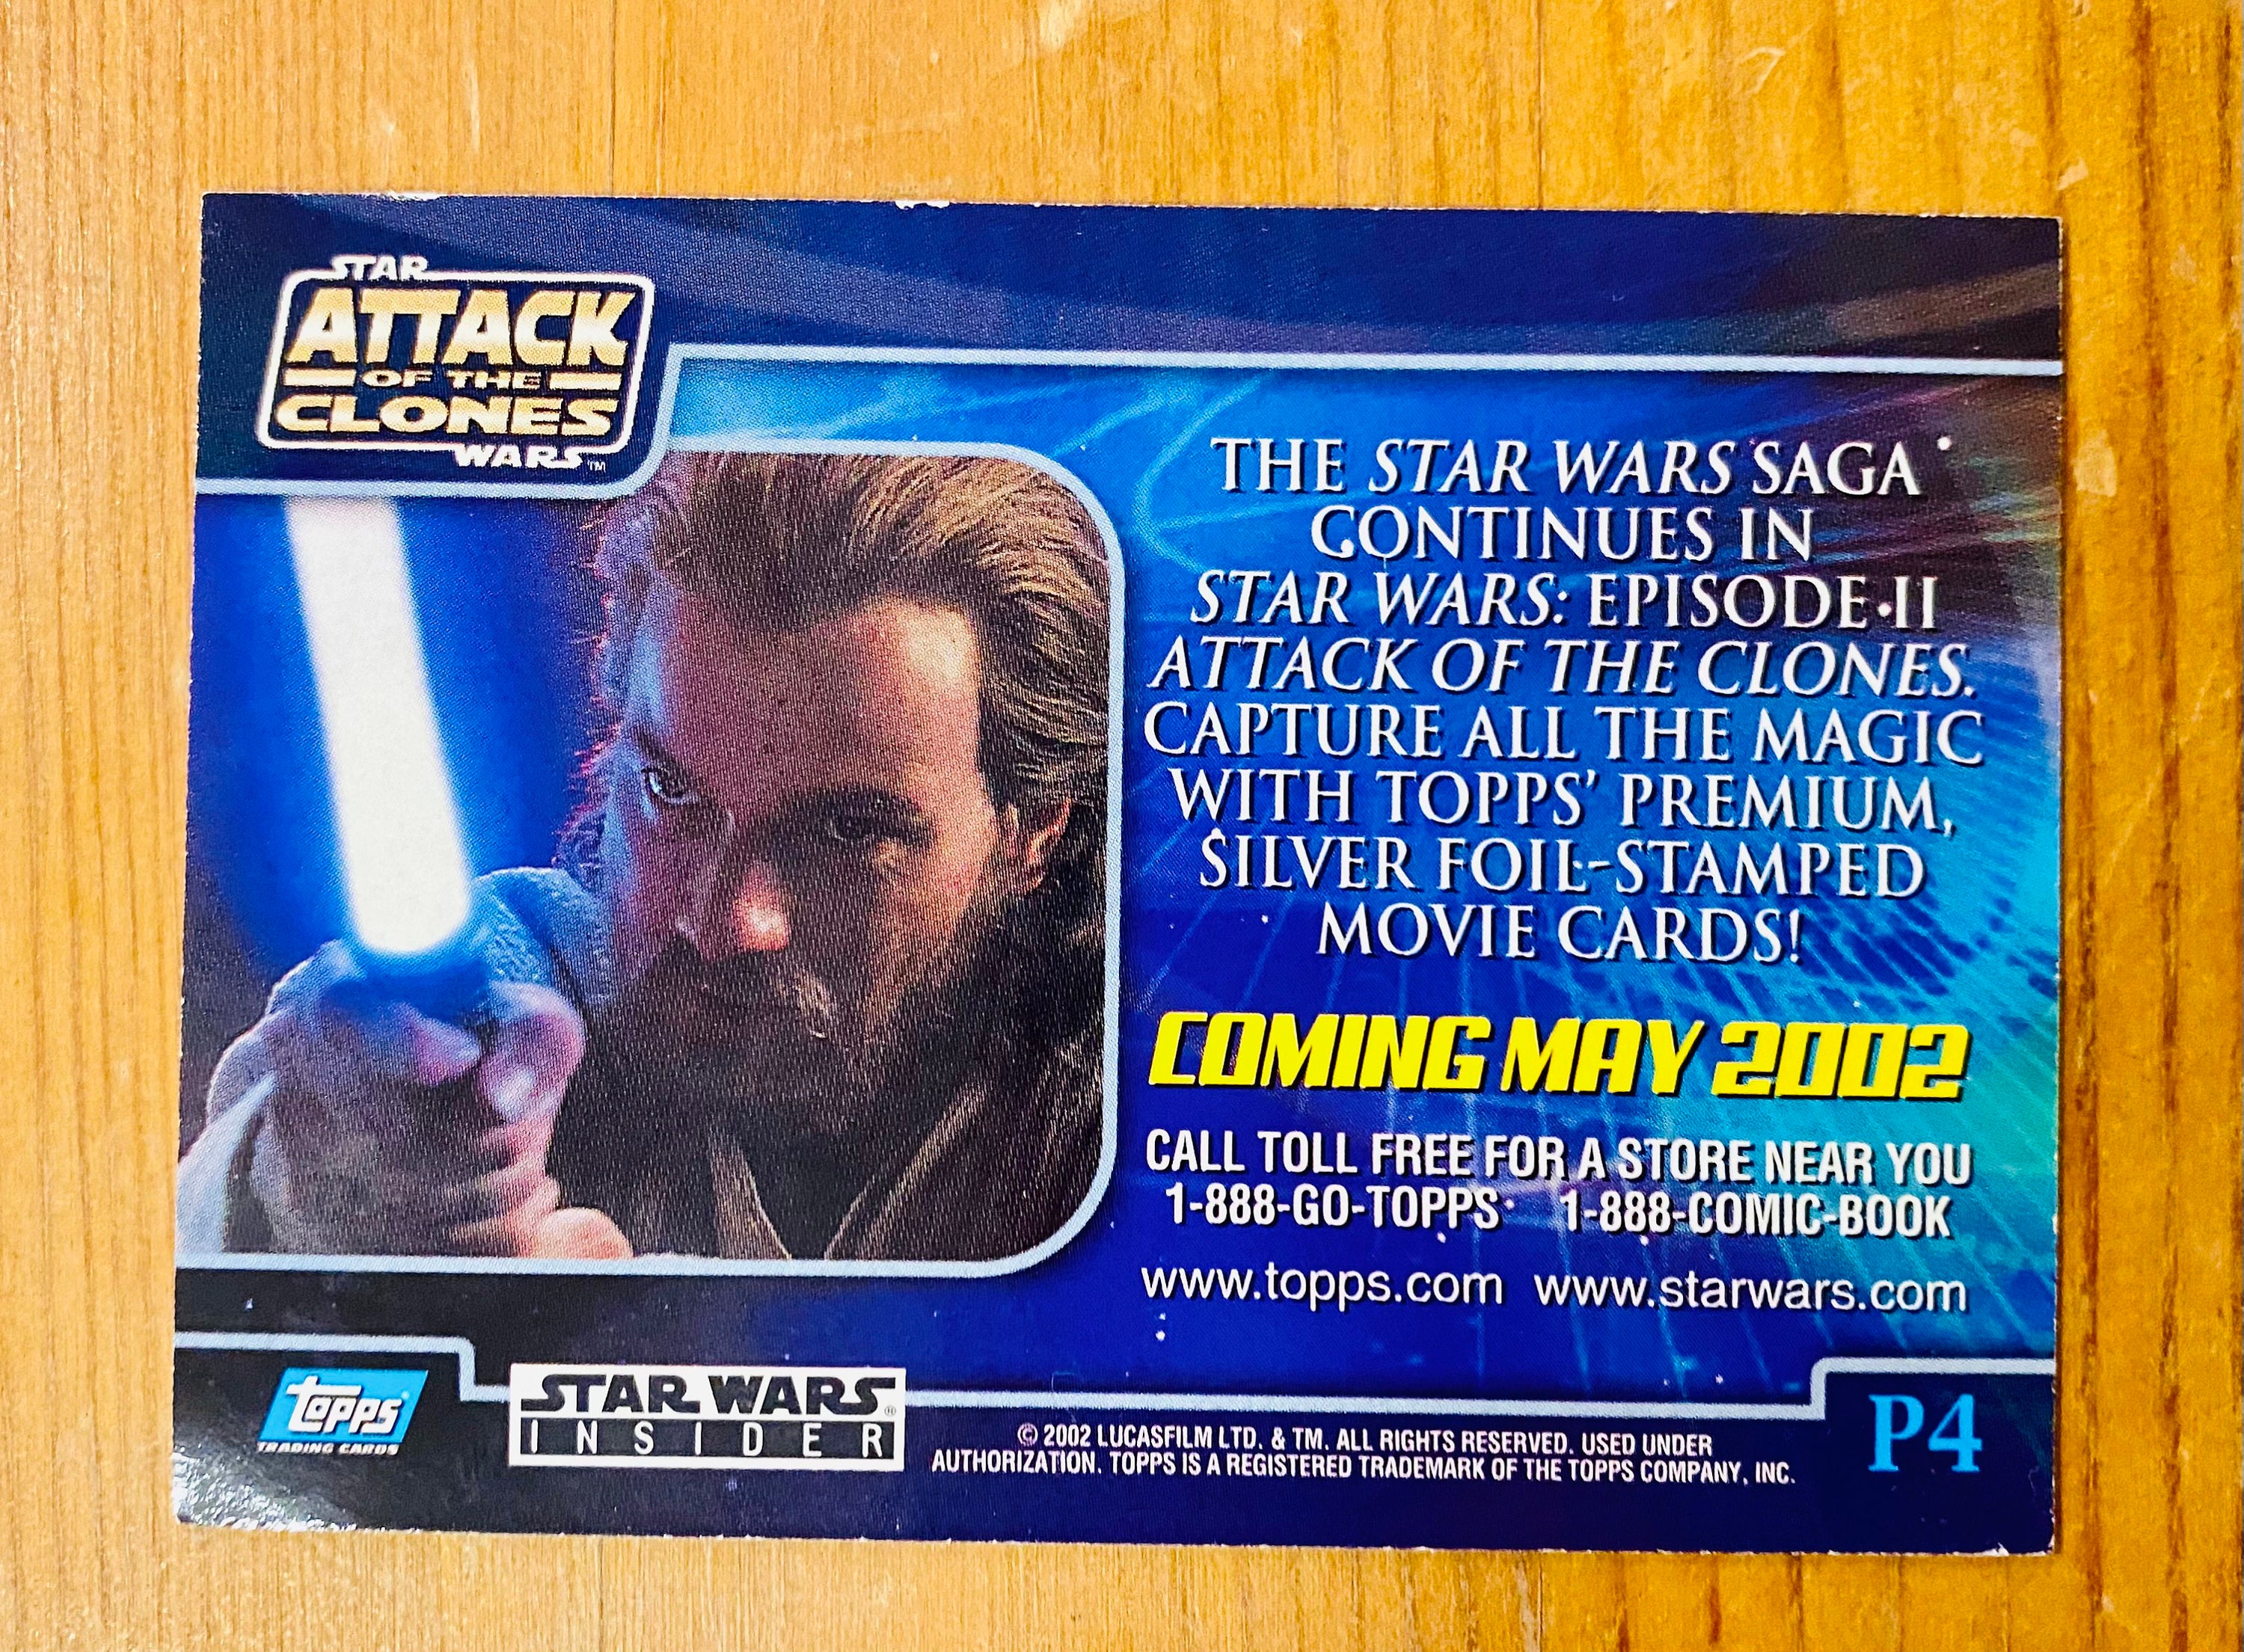 STAR
ATTACK
OF THE
CLONES
WARS™
THE STAR WARS SAGA
CONTINUES IN
STAR WARS: EPISODE II
ATTACK OF THE CLONES.
CAPTURE ALL THE MAGIC
WITH TOPPS' PREMIUM,
SILVER FOIL-STAMPED
MOVIE CARDS!
COMING MAY 2002
CALL TOLL FREE FOR A STORE NEAR YOU
1-888-GO-TOPPS 1-888-COMIC-BOOK
www.topps.com www.starwars.com
topps®
TRADING CARDS
STAR WARS®
INSIDER
© 2002 LUCASFILM LTD. & TM. ALL RIGHTS RESERVED. USED UNDER
AUTHORIZATION. TOPPS IS A REGISTERED TRADEMARK OF THE TOPPS COMPANY, INC.
P4